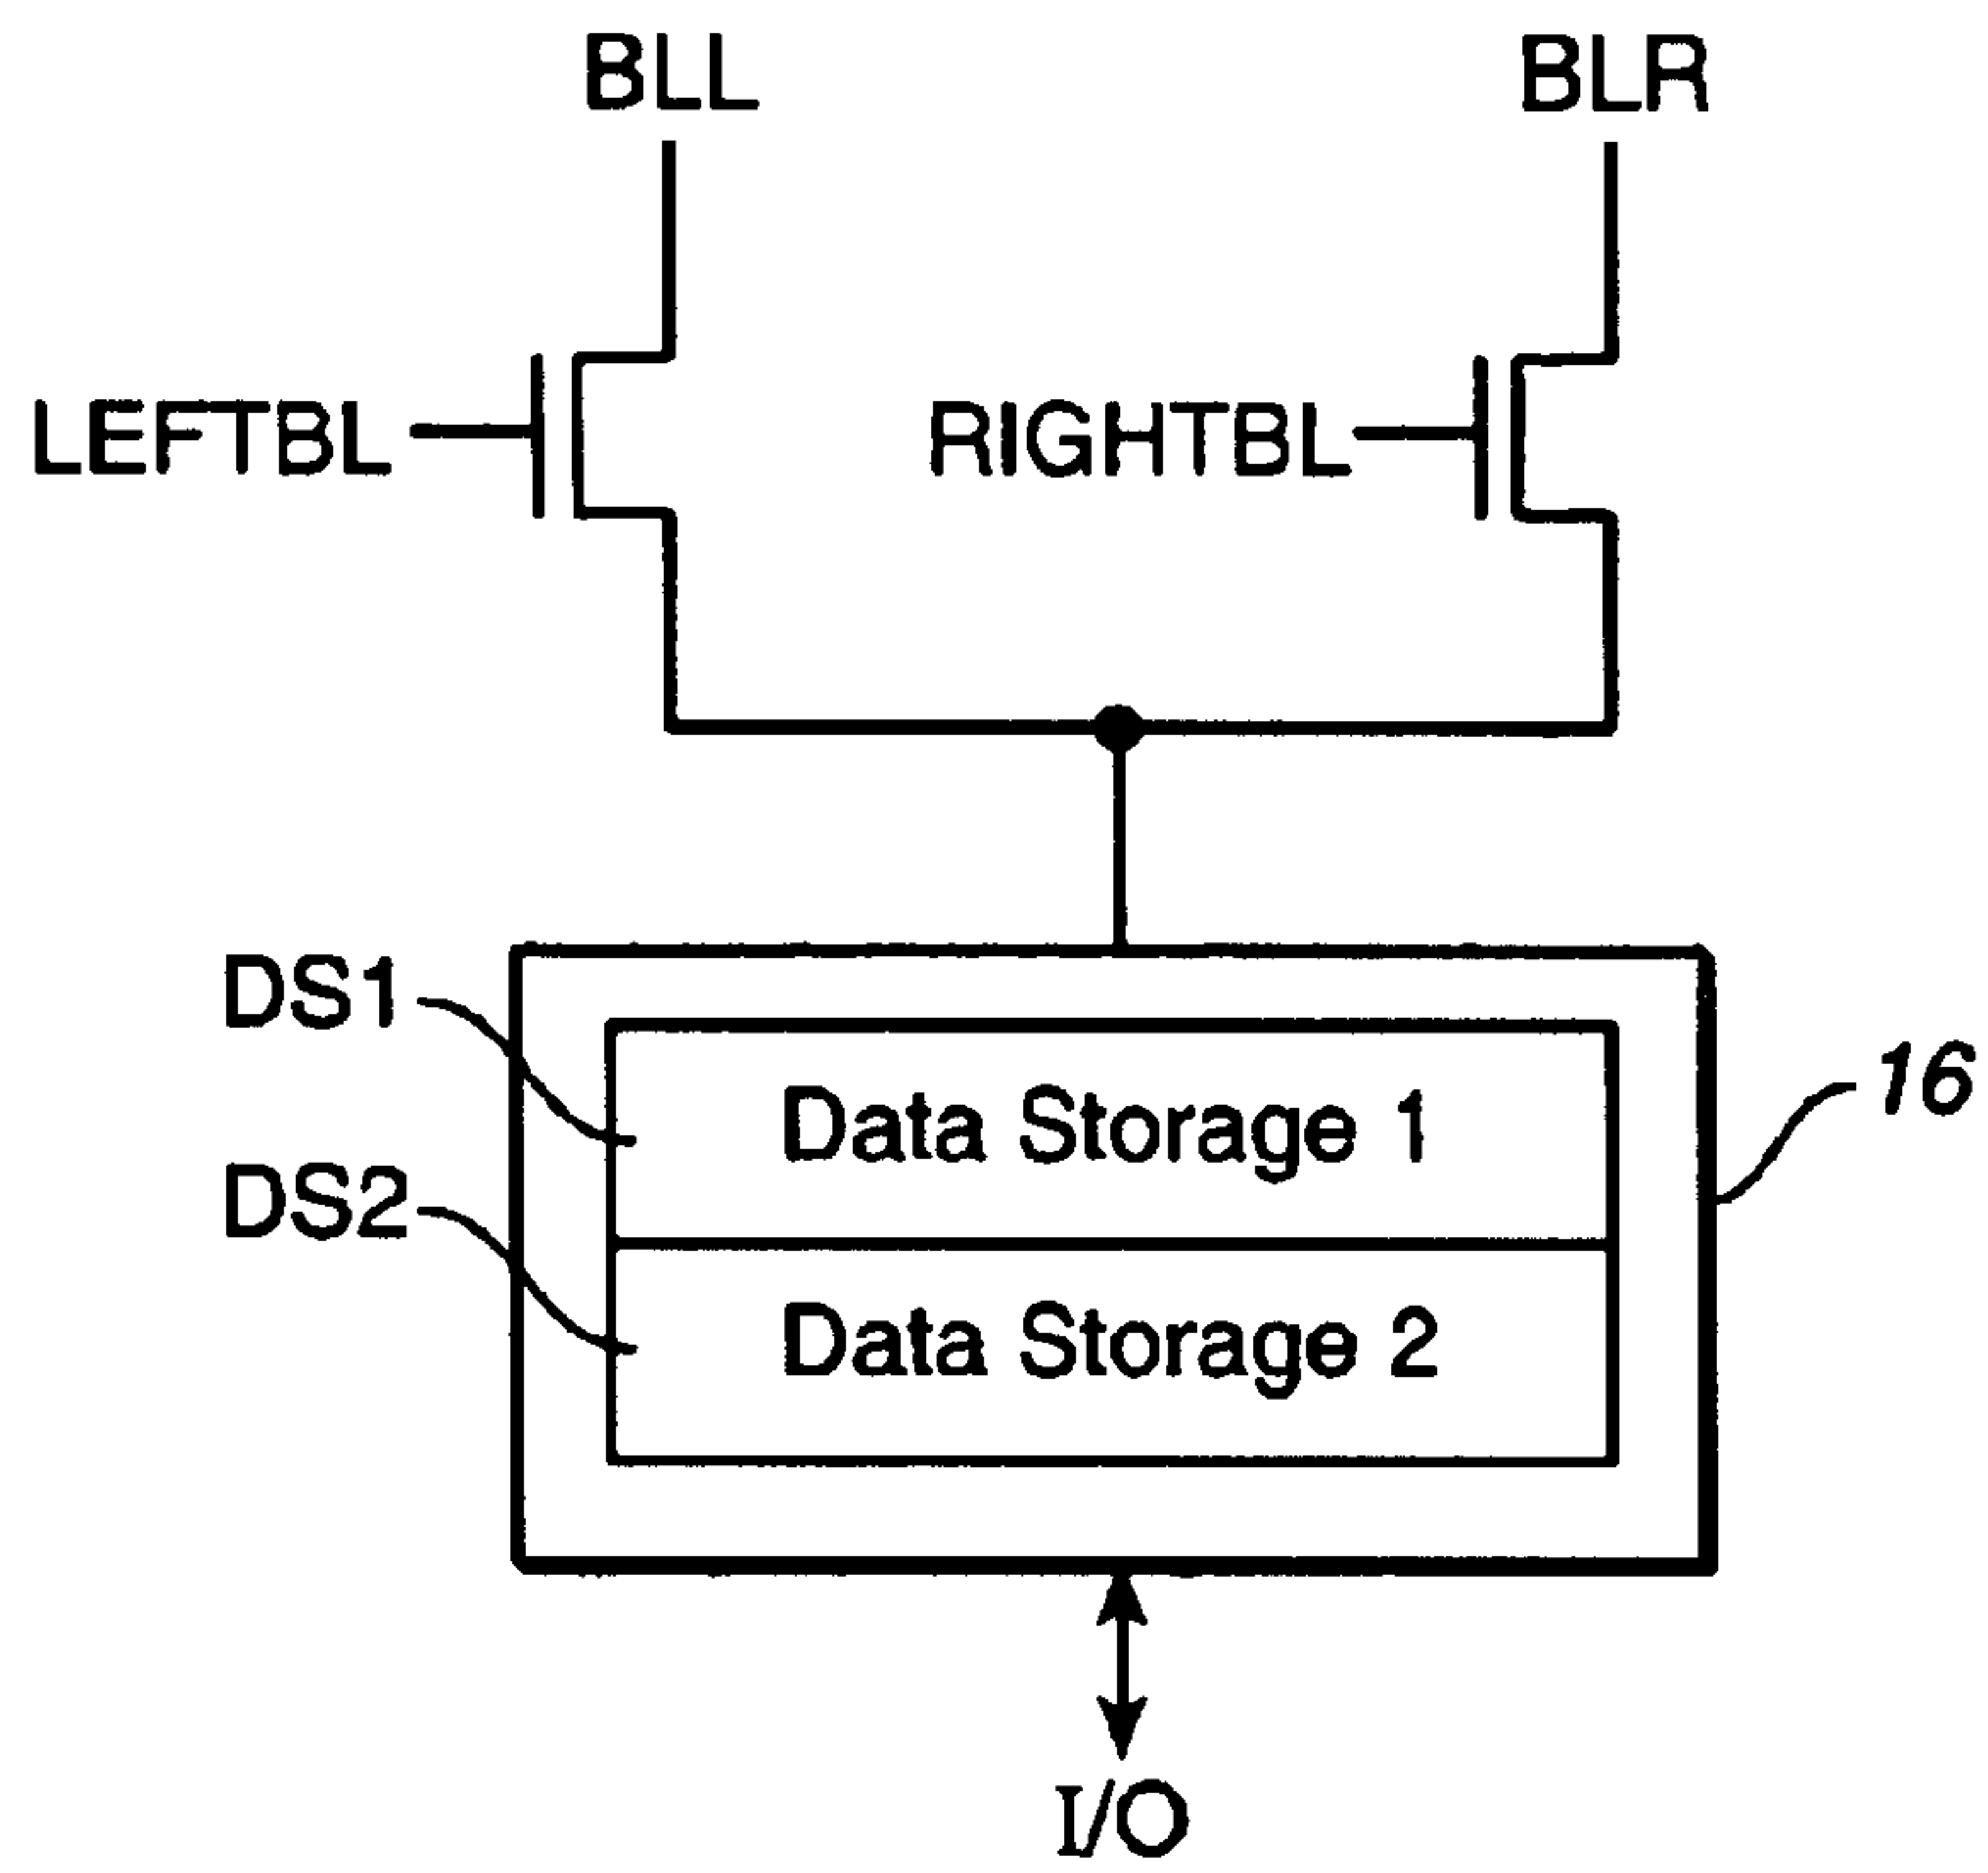 BLL
BLR
LEFTBL
RIGHTBL
DS1
Data Storage 1
16
DS2
Data Storage 2
I/O